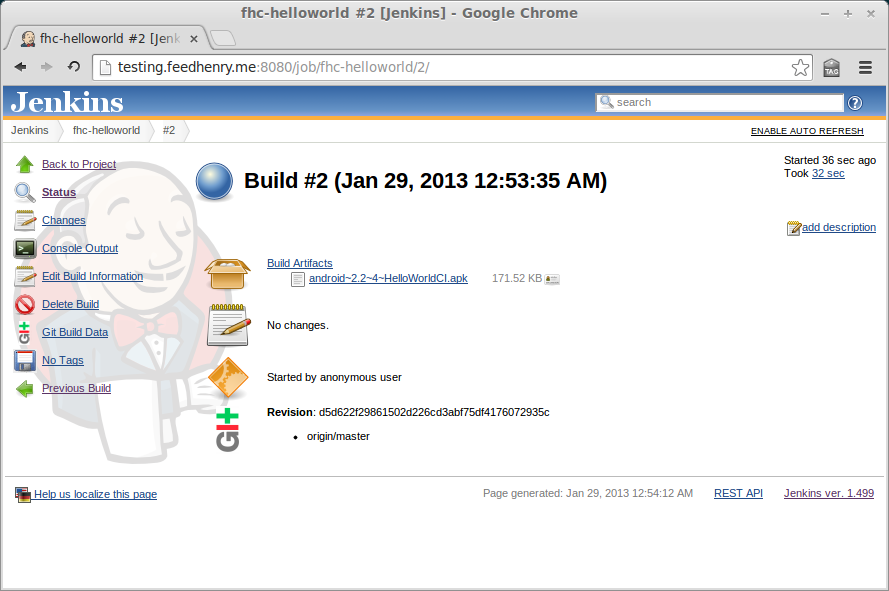 fhc-helloworld #2 [Jenkins] - Google Chrome
fhc-helloworld #2 [Jenk
testing.feedhenry.me:8080/job/fhc-helloworld/2/
TAG
Jenkins
search
?
Jenkins fhc-helloworld #2
ENABLE AUTO REFRESH
Back to Project
Status
Changes
Console Output
Edit Build Information
Delete Build
Git Build Data
No Tags
Previous Build
Build #2 (Jan 29, 2013 12:53:35 AM)
Started 36 sec ago
Took 32 sec
add description
Build Artifacts
android~2.2~4~HelloWorldCI.apk 171.52 KB
No changes.
Started by anonymous user
GIt
Revision: d5d622f29861502d226cd3abf75df4176072935c
origin/master
Help us localize this page
Page generated: Jan 29, 2013 12:54:12 AM REST API Jenkins ver. 1.499